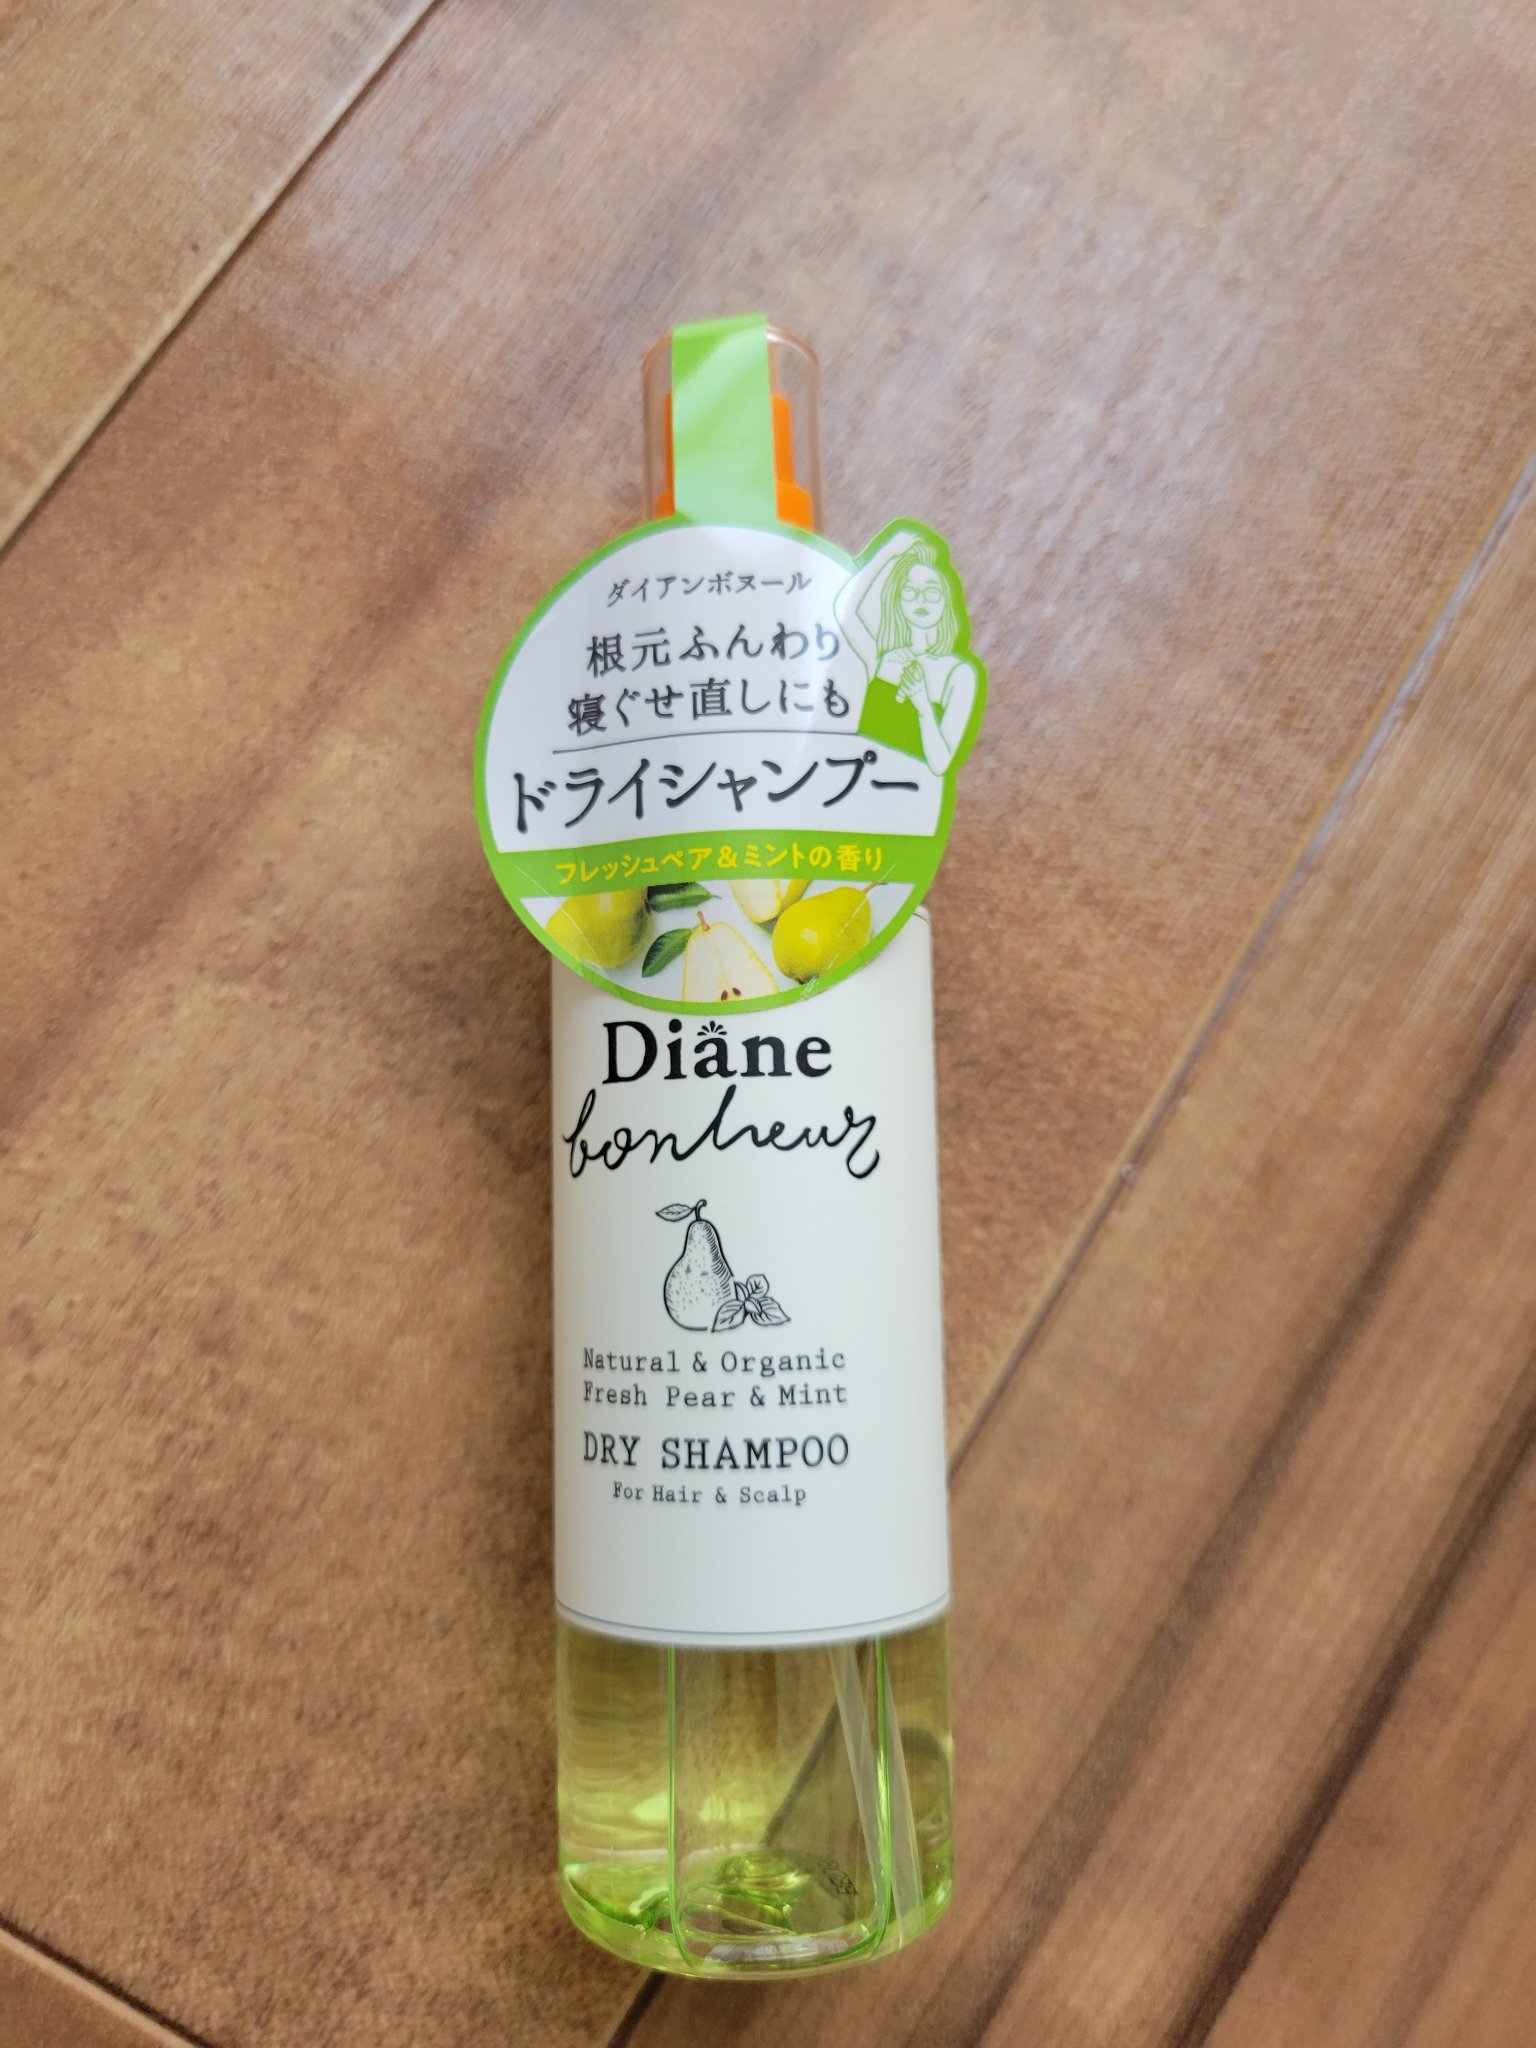 ダイアンボヌール
根元ふんわり
寝ぐせ直しにも
ドライシャンプー
フレッシュペア&ミントの香り
Diane
bonheur
Natural & Organic
Fresh Pear & Mint
DRY SHAMPOO
For Hair & Scalp